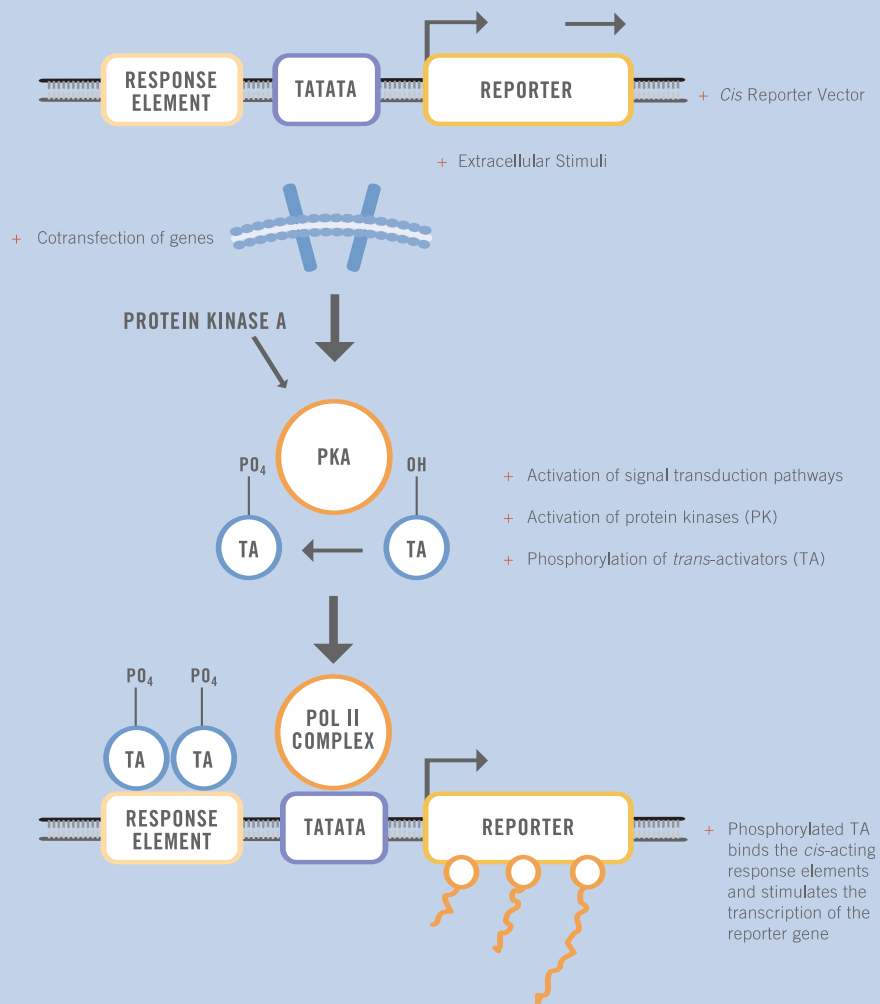 RESPONSE
ELEMENT
TATATA
REPORTER
+ Cis Reporter Vector
+ Extracellular Stimuli
+ Cotransfection of genes
PROTEIN KINASE A
PKA
PO4
OH
TA
TA
+ Activation of signal transduction pathways
+ Activation of protein kinases (PK)
+ Phosphorylation of trans-activators (TA)
PO4
PO4
TA
TA
POL II
COMPLEX
RESPONSE
ELEMENT
TATATA
REPORTER
+ Phosphorylated TA
binds the cis-acting
response elements
and stimulates the
transcription of the
reporter gene